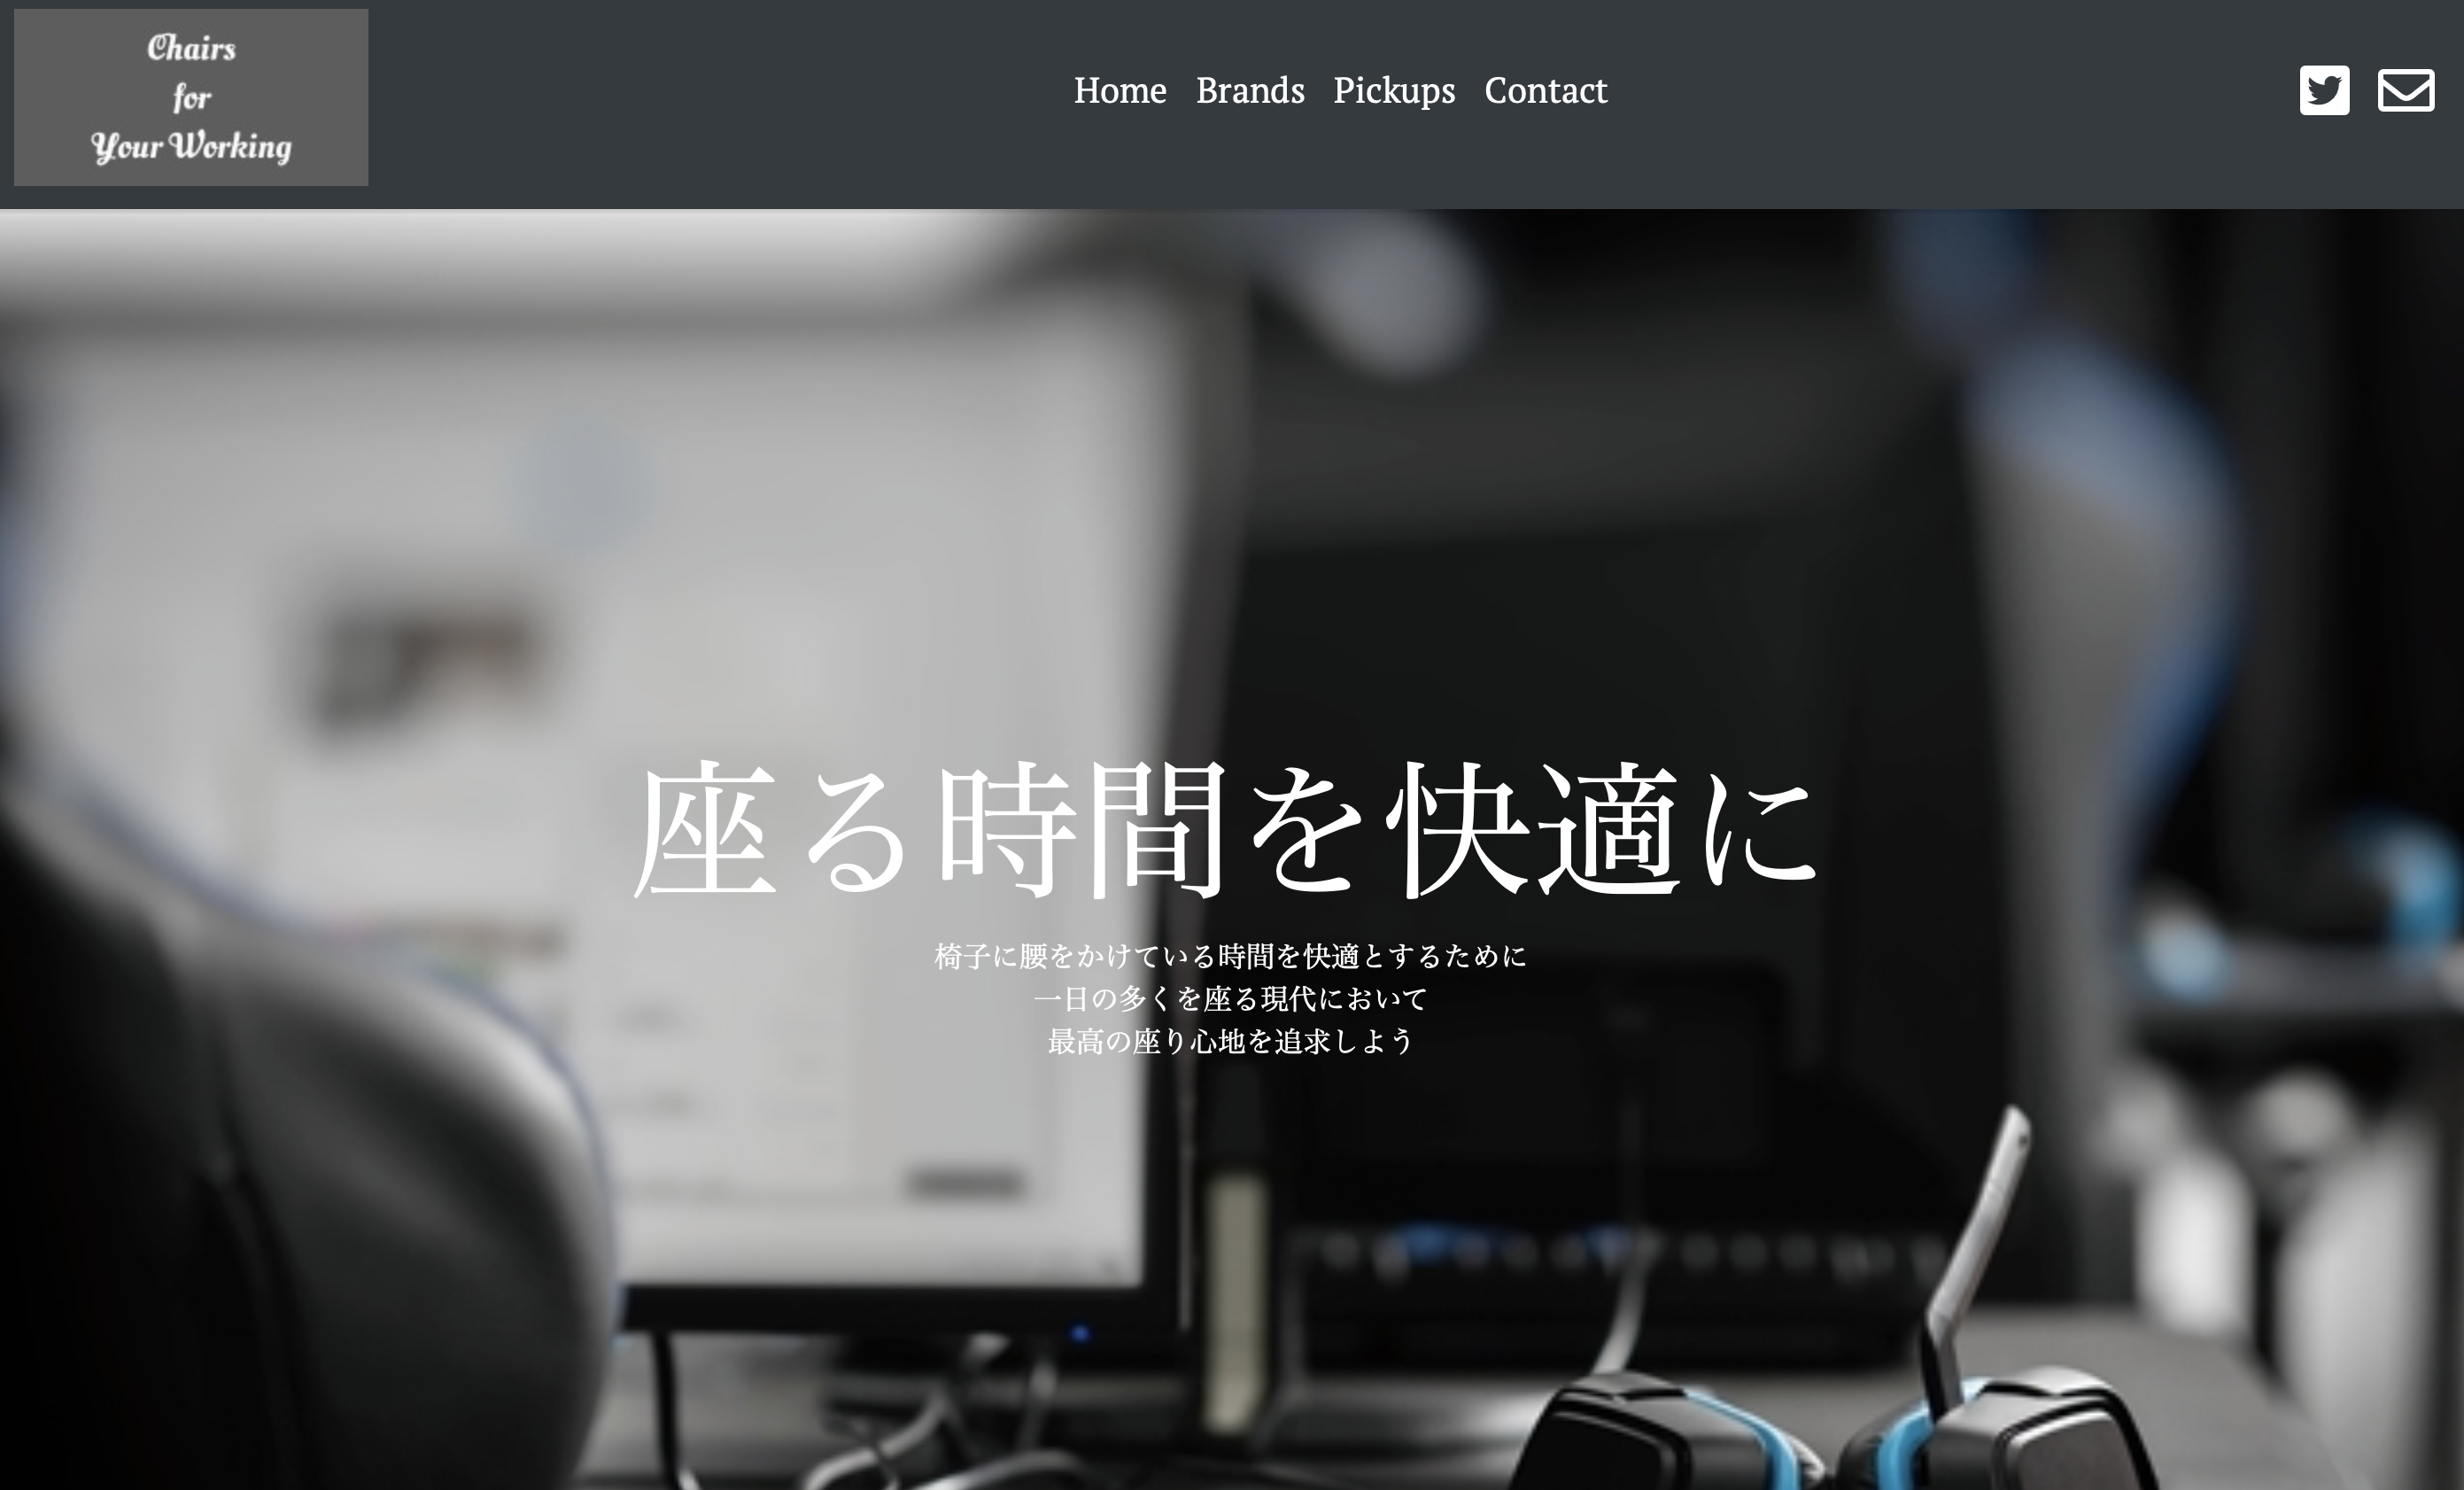 Chairs
for
Your Working
Home Brands Pickups Contact
座る時間を快適に
椅子に腰をかけている時間を快適とするために
一日の多くを座る現代において
最高の座り心地を追求しよう